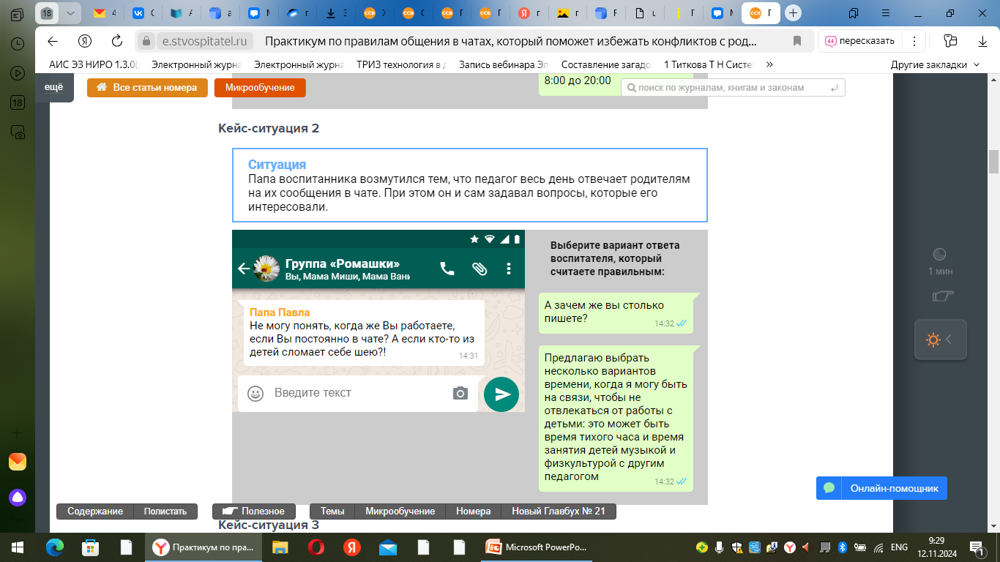 18
4
С
А
а
М
г
Э
Х
С
Г
Г
г
г
F
u
Г
М
Г
e.stvospitatel.ru
Практикум по правилам общения в чатах, который поможет избежать конфликтов с род...
пересказать
АИС ЭЗ НИРО 1.3.0(
Электронный журна
Электронный журна
ТРИЗ технология в д
Запись вебинара Эл
Составление загадо
1 Титкова Т Н Систе
»
Другие закладки
18
ещё
Все статьи номера
Микрообучение
8:00 до 20:00
поиск по журналам, книгам и законам
Кейс-ситуация 2
Ситуация
Папа воспитанника возмутился тем, что педагог весь день отвечает родителям
на их сообщения в чате. При этом он и сам задавал вопросы, которые его
интересовали.
Группа «Ромашки»
Вы, Мама Миши, Мама Вани
Папа Павла
Не могу понять, когда же Вы работаете,
если Вы постоянно в чате? А если кто-то из
детей сломает себе шею?!
14:31
Введите текст
Выберите вариант ответа
воспитателя, который
считаете правильным:
А зачем же вы столько
пишете?
14:32
Предлагаю выбрать
несколько вариантов
времени, когда я могу быть
на связи, чтобы не
отвлекаться от работы с
детьми: это может быть
время тихого часа и время
занятия детей музыкой и
физкультурой с другим
педагогом
14:32
1 мин
Онлайн-помощник
Содержание
Полистать
Полезное
Темы
Микрообучение
Номера
Новый Главбух № 21
Кейс-ситуация 3
Практикум по пра...
Microsoft PowerPo...
ENG
9:29
12.11.2024
1